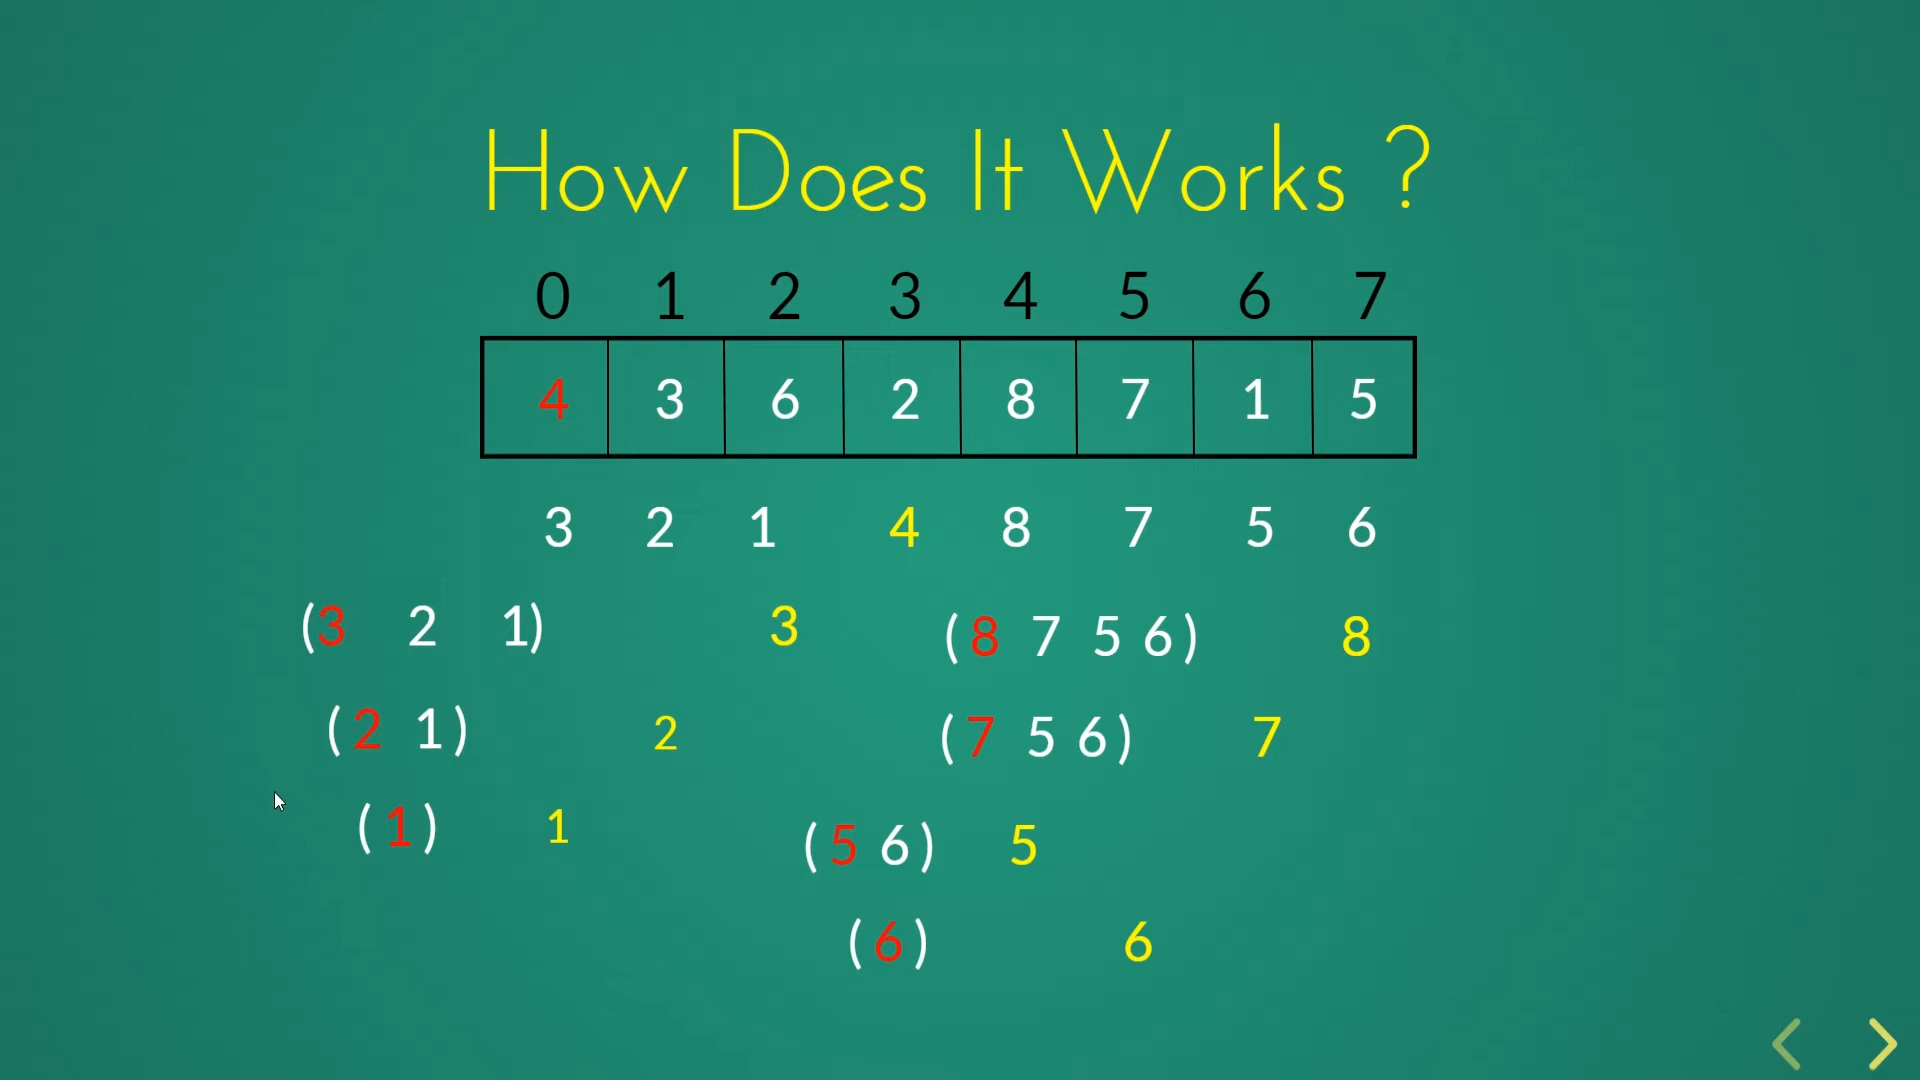 How Does It Works ?
0 1 2 3 4 5 6 7
4 3 6 2 8 7 1 5
3 2 1 4 8 7 5 6
(3 2 1) 3 (8 7 5 6) 8
(2 1) 2 (7 5 6) 7
(1) 1 (5 6) 5
(6) 6